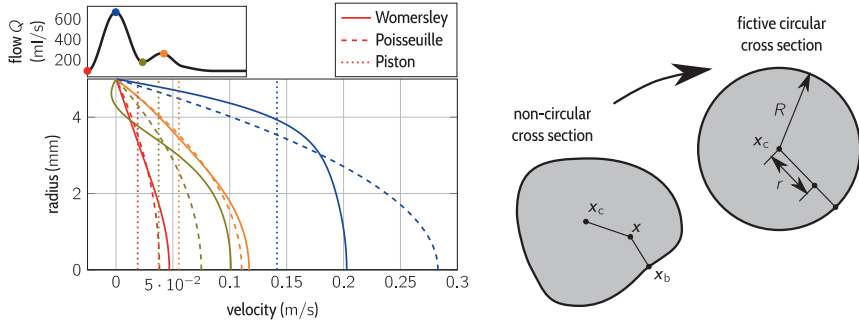 600
400
200
flow Q
(ml/s)
Womersley
Poisseuille
Piston
4
2
0
radius (mm)
0
5 · 10⁻²
0.1
0.15
0.2
0.25
0.3
velocity (m/s)
non-circular
cross section
x_c
x
x_b
fictive circular
cross section
R
x_c
r